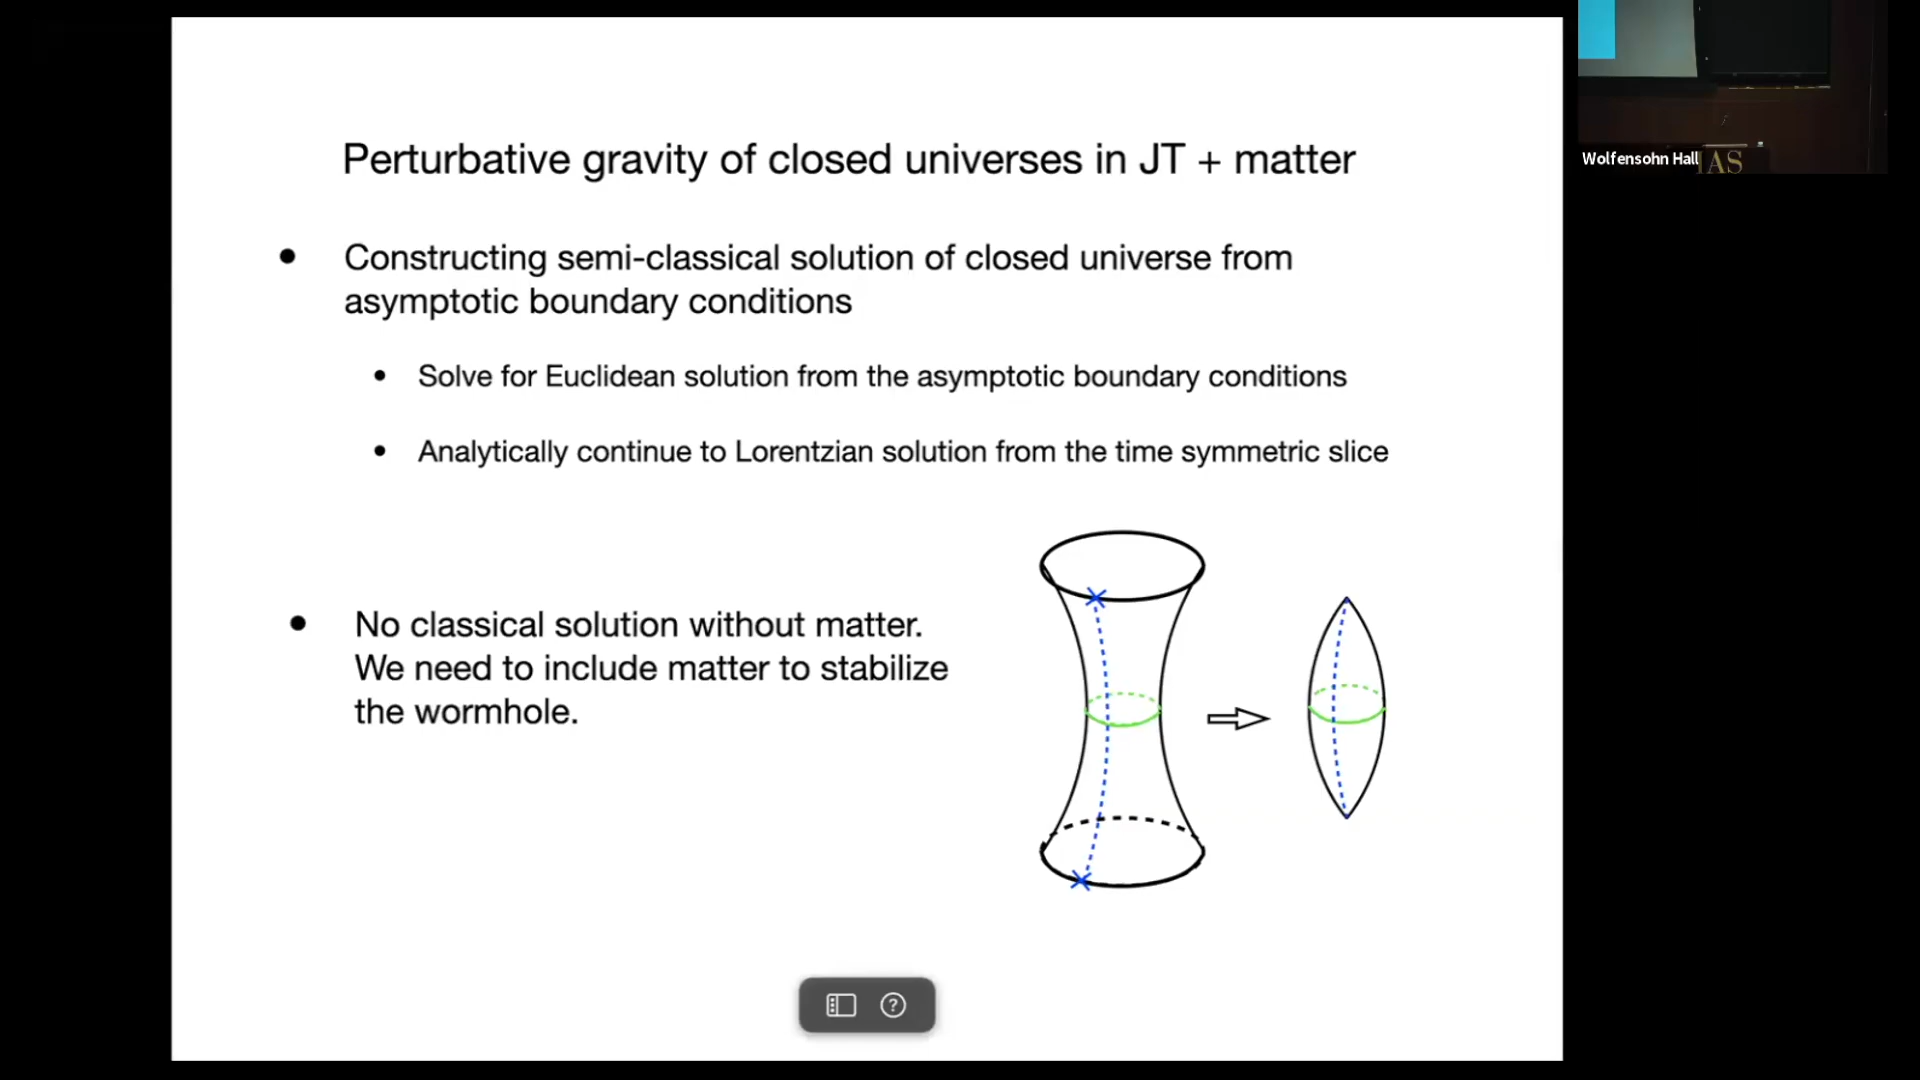 Perturbative gravity of closed universes in JT + matter
Constructing semi-classical solution of closed universe from
asymptotic boundary conditions
Solve for Euclidean solution from the asymptotic boundary conditions
Analytically continue to Lorentzian solution from the time symmetric slice
No classical solution without matter.
We need to include matter to stabilize
the wormhole.
?
Wolfensohn Hall
IAS